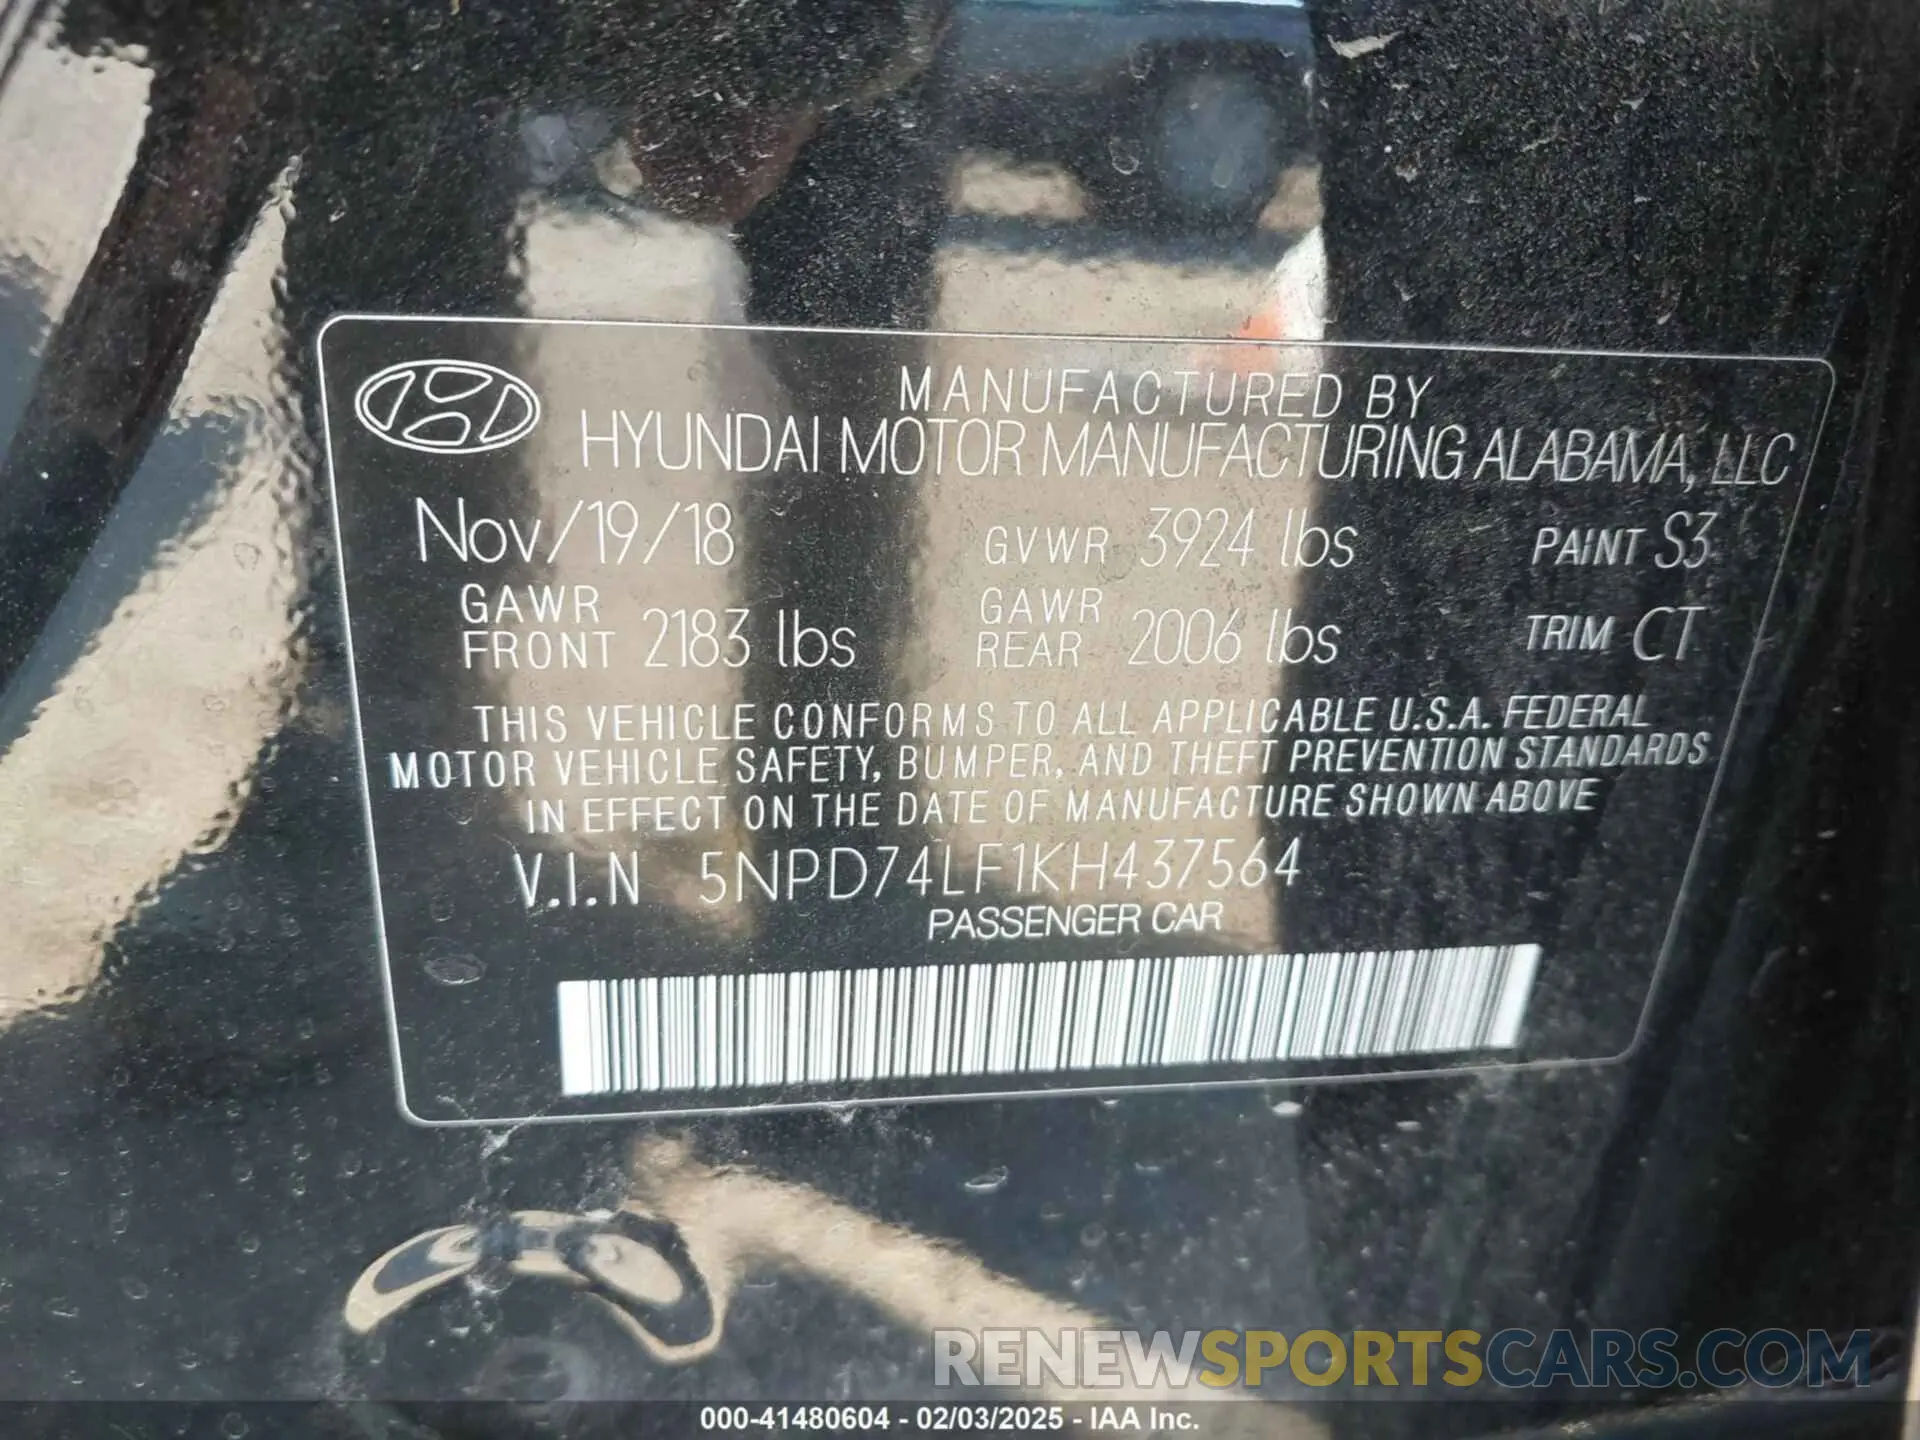 MANUFACTURED BY
HYUNDAI MOTOR MANUFACTURING ALABAMA, LLC
Nov/19/18 GVWR 3924 lbs PAINT S3
GAWR FRONT 2183 lbs GAWR REAR 2006 lbs TRIM CT
THIS VEHICLE CONFORMS TO ALL APPLICABLE U.S.A. FEDERAL
MOTOR VEHICLE SAFETY, BUMPER, AND THEFT PREVENTION STANDARDS
IN EFFECT ON THE DATE OF MANUFACTURE SHOWN ABOVE
V.I.N 5NPD74LF1KH437564
PASSENGER CAR
RENEWSPORTSCARS.COM
000-41480604 - 02/03/2025 - IAA Inc.